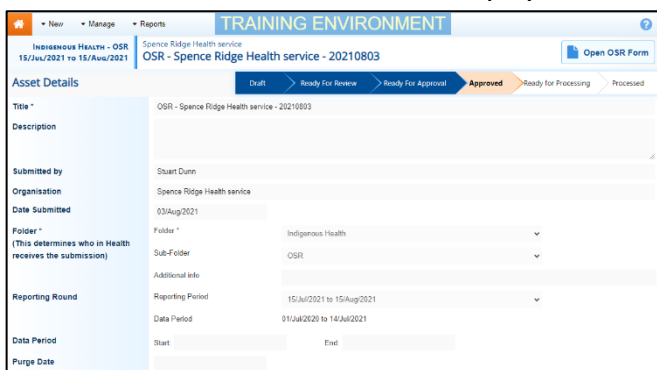 New Manage Reports TRAINING ENVIRONMENT ?
Indigenous Health - OSR
15/Jul/2021 to 15/Aug/2021
Spence Ridge Health service
OSR - Spence Ridge Health service - 20210803
Open OSR Form
Asset Details
Draft Ready For Review Ready For Approval Approved Ready for Processing Processed
Title * OSR - Spence Ridge Health service - 20210803
Description
Submitted by Stuart Dunn
Organisation Spence Ridge Health service
Date Submitted 03/Aug/2021
Folder * Folder * Indigenous Health
(This determines who in Health
receives the submission) Sub-Folder OSR
Additional info
Reporting Round Reporting Period 15/Jul/2021 to 15/Aug/2021
Data Period 01/Jul/2020 to 14/Jul/2021
Data Period Start End
Purge Date